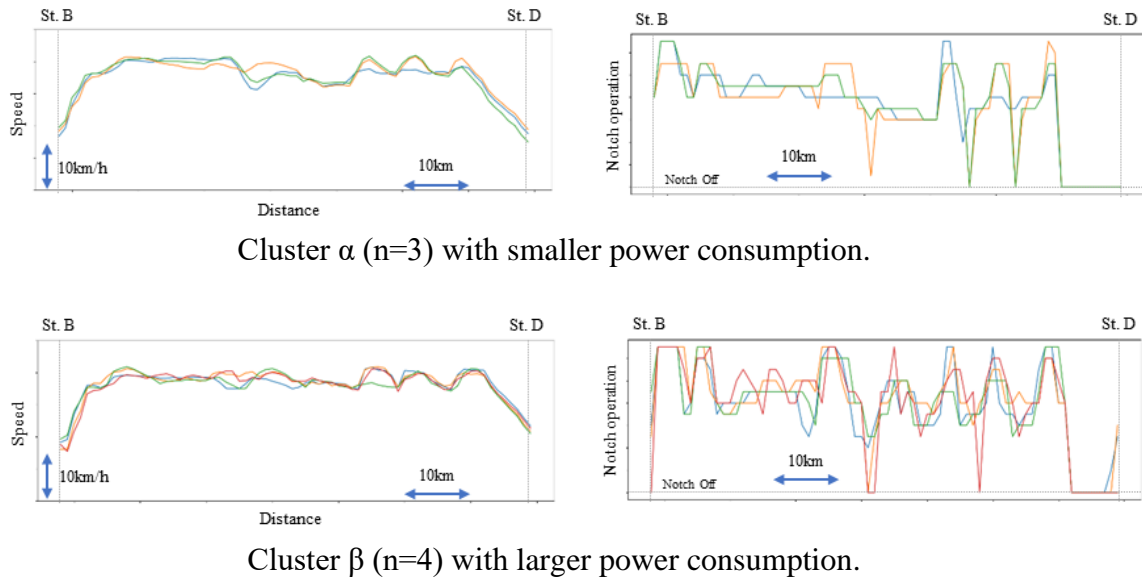 St. B St. D
Speed
10km/h
10km
Distance
St. B St. D
Notch operation
10km
Notch Off
Cluster α (n=3) with smaller power consumption.
St. B St. D
Speed
10km/h
10km
Distance
St. B St. D
Notch operation
10km
Notch Off
Cluster β (n=4) with larger power consumption.